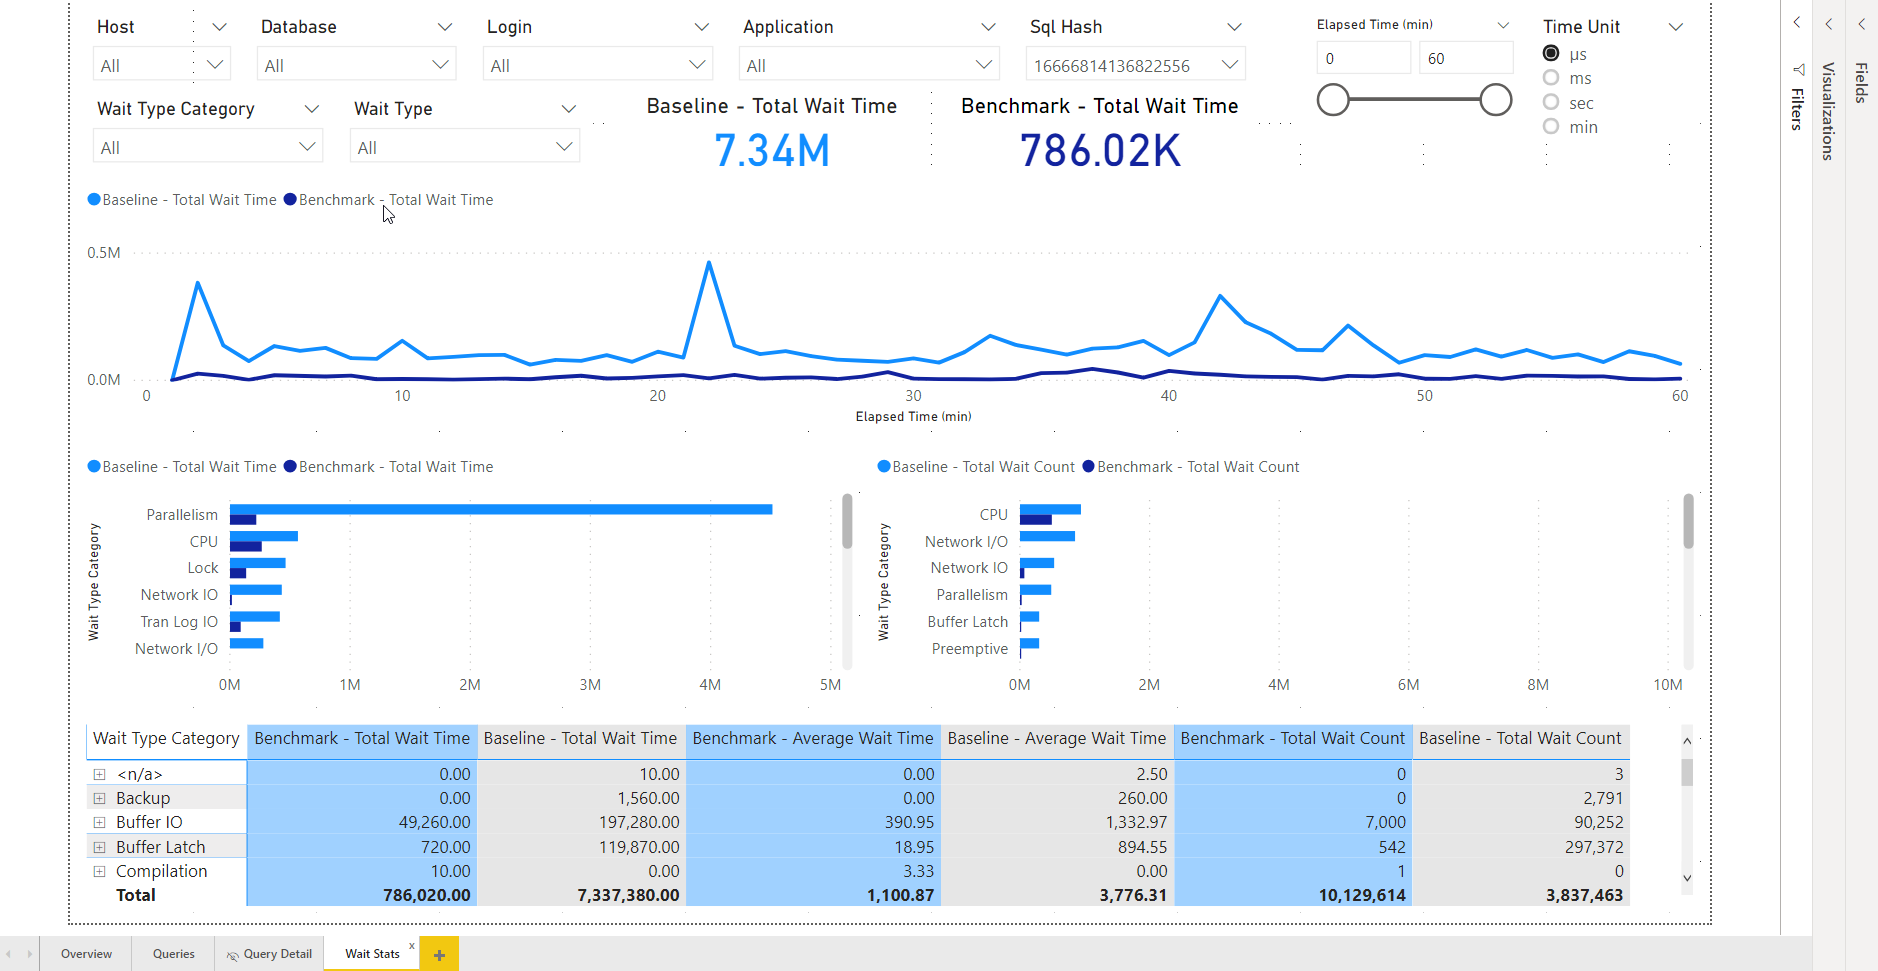 Host
Database
Login
Application
Sql Hash
Elapsed Time (min)
Time Unit
All
All
All
All
16666814136822556
0
60
µs
ms
sec
min
Wait Type Category
Wait Type
All
All
Baseline - Total Wait Time
7.34M
Benchmark - Total Wait Time
786.02K
Filters
Visualizations
Fields
Baseline - Total Wait Time Benchmark - Total Wait Time
0.5M
0.0M
0 10 20 30 40 50 60
Elapsed Time (min)
Baseline - Total Wait Time Benchmark - Total Wait Time
Wait Type Category
Parallelism
CPU
Lock
Network IO
Tran Log IO
Network I/O
0M 1M 2M 3M 4M 5M
Baseline - Total Wait Count Benchmark - Total Wait Count
Wait Type Category
CPU
Network I/O
Network IO
Parallelism
Buffer Latch
Preemptive
0M 2M 4M 6M 8M 10M
Wait Type Category Benchmark - Total Wait Time Baseline - Total Wait Time Benchmark - Average Wait Time Baseline - Average Wait Time Benchmark - Total Wait Count Baseline - Total Wait Count
<n/a> 0.00 10.00 0.00 2.50 0 3
Backup 0.00 1,560.00 0.00 260.00 0 2,791
Buffer IO 49,260.00 197,280.00 390.95 1,332.97 7,000 90,252
Buffer Latch 720.00 119,870.00 18.95 894.55 542 297,372
Compilation 10.00 0.00 3.33 0.00 1 0
Total 786,020.00 7,337,380.00 1,100.87 3,776.31 10,129,614 3,837,463
Overview Queries Query Detail Wait Stats x +